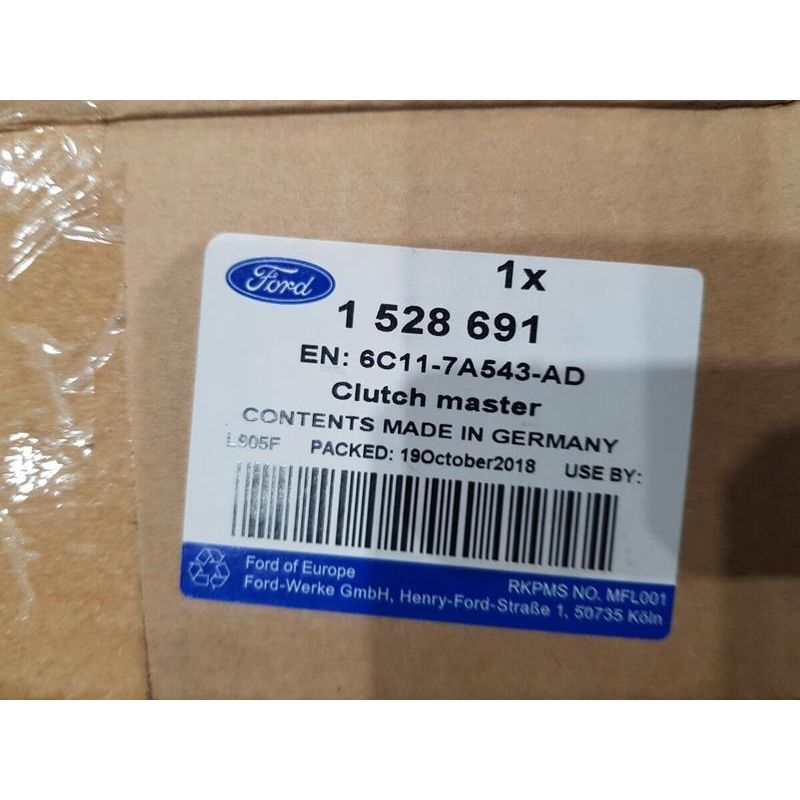 Ford
1x
1 528 691
EN: 6C11-7A543-AD
Clutch master
CONTENTS MADE IN GERMANY
L905F PACKED: 19October2018 USE BY:
Ford of Europe
RKPMS NO. MFL001
Ford-Werke GmbH, Henry-Ford-Straße 1, 50735 Köln